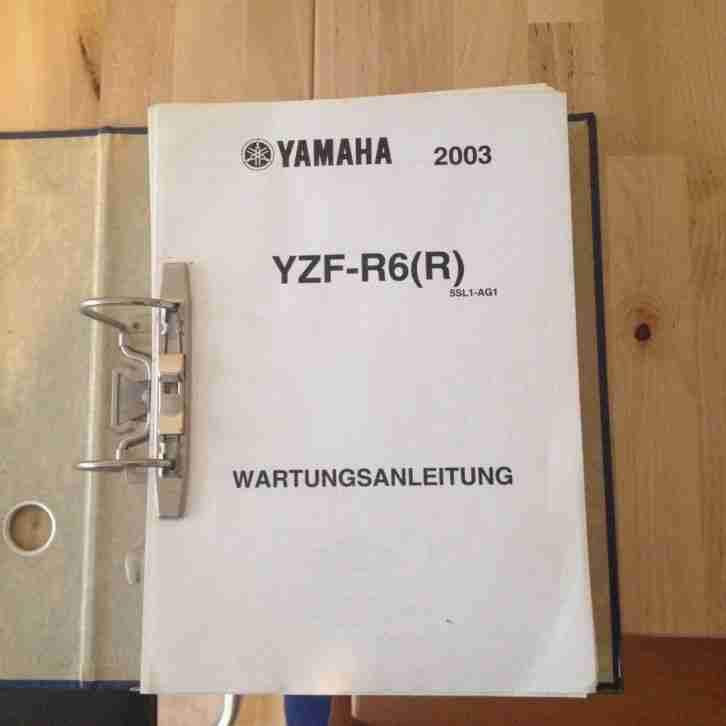 YAMAHA 2003
YZF-R6(R)
5SL1-AG1
WARTUNGSANLEITUNG